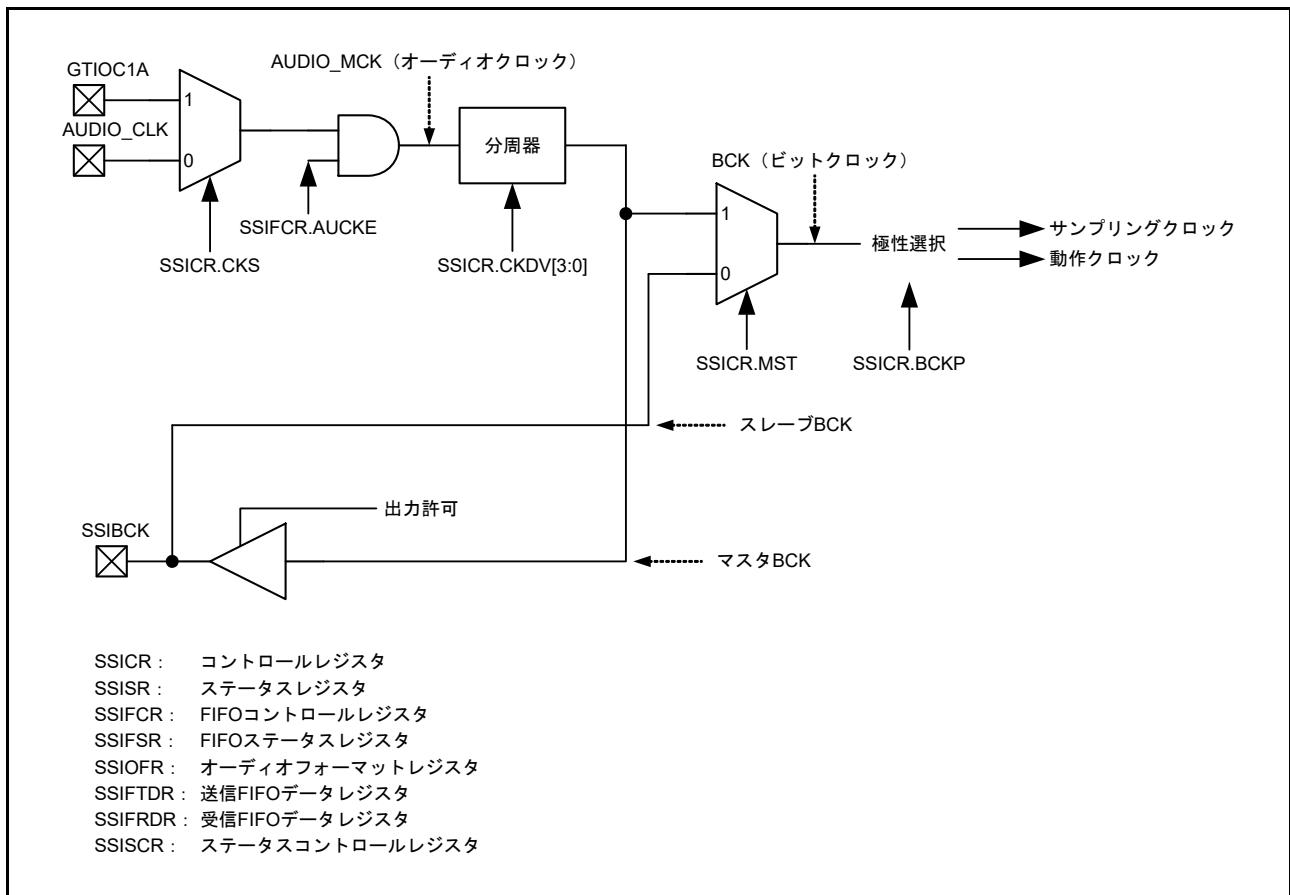 GTIOC1A
AUDIO_MCK（オーディオクロック）
1
AUDIO_CLK
0
分周器
SSIFCR.AUCKE
SSICR.CKS
SSICR.CKDV[3:0]
BCK（ビットクロック）
1
0
極性選択
サンプリングクロック
動作クロック
SSICR.MST
SSICR.BCKP
スレーブBCK
出力許可
SSIBCK
マスタBCK
SSICR： コントロールレジスタ
SSISR： ステータスレジスタ
SSIFCR： FIFOコントロールレジスタ
SSIFSR： FIFOステータスレジスタ
SSIOFR： オーディオフォーマットレジスタ
SSIFTDR： 送信FIFOデータレジスタ
SSIFRDR： 受信FIFOデータレジスタ
SSISCR： ステータスコントロールレジスタ